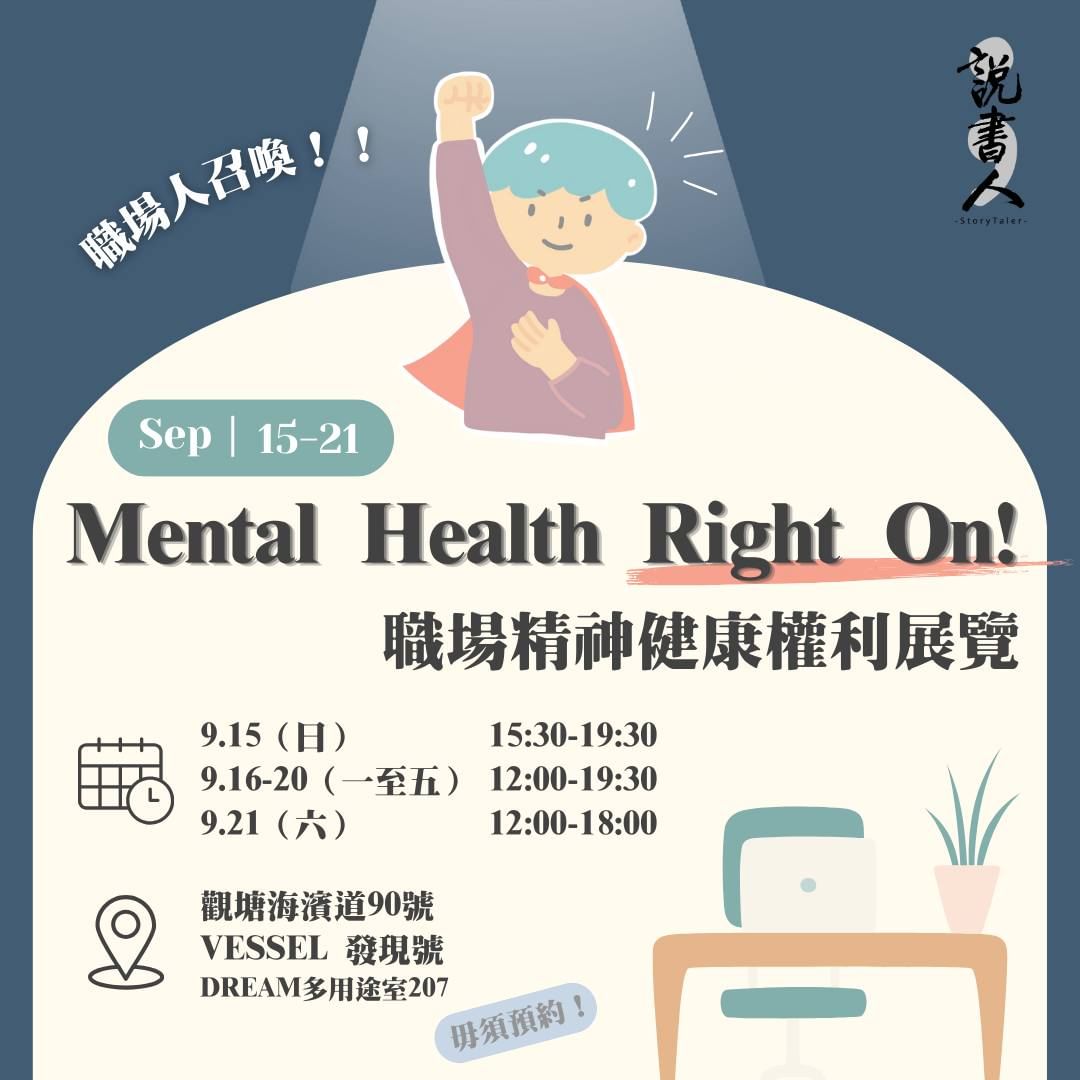 說書人
-StoryTaler-
職場人召喚！！
Sep | 15-21
Mental Health Right On!
職場精神健康權利展覽
9.15（日） 15:30-19:30
9.16-20（一至五） 12:00-19:30
9.21（六） 12:00-18:00
觀塘海濱道90號
VESSEL 發現號
DREAM多用途室207
毋須預約！